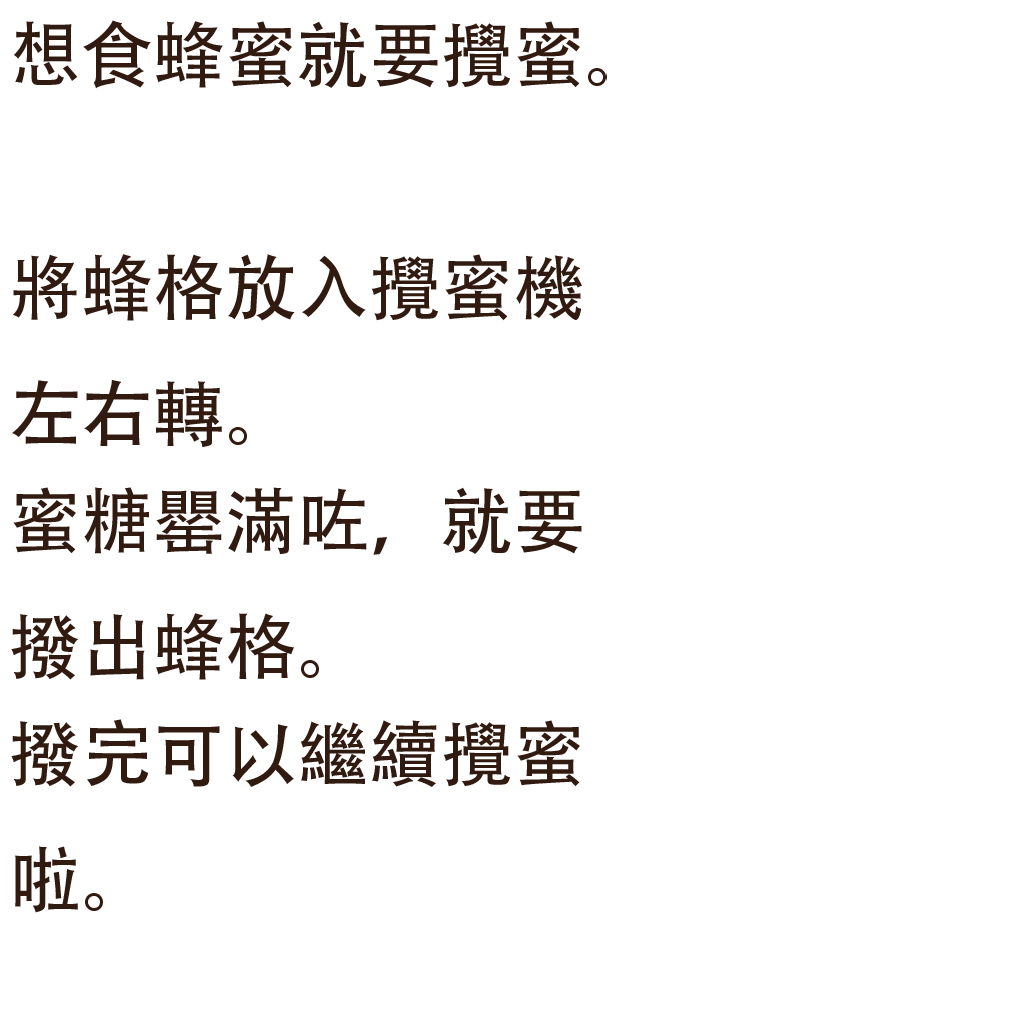 想食蜂蜜就要攪蜜。
將蜂格放入攪蜜機
左右轉。
蜜糖罌滿咗，就要
撥出蜂格。
撥完可以繼續攪蜜
啦。